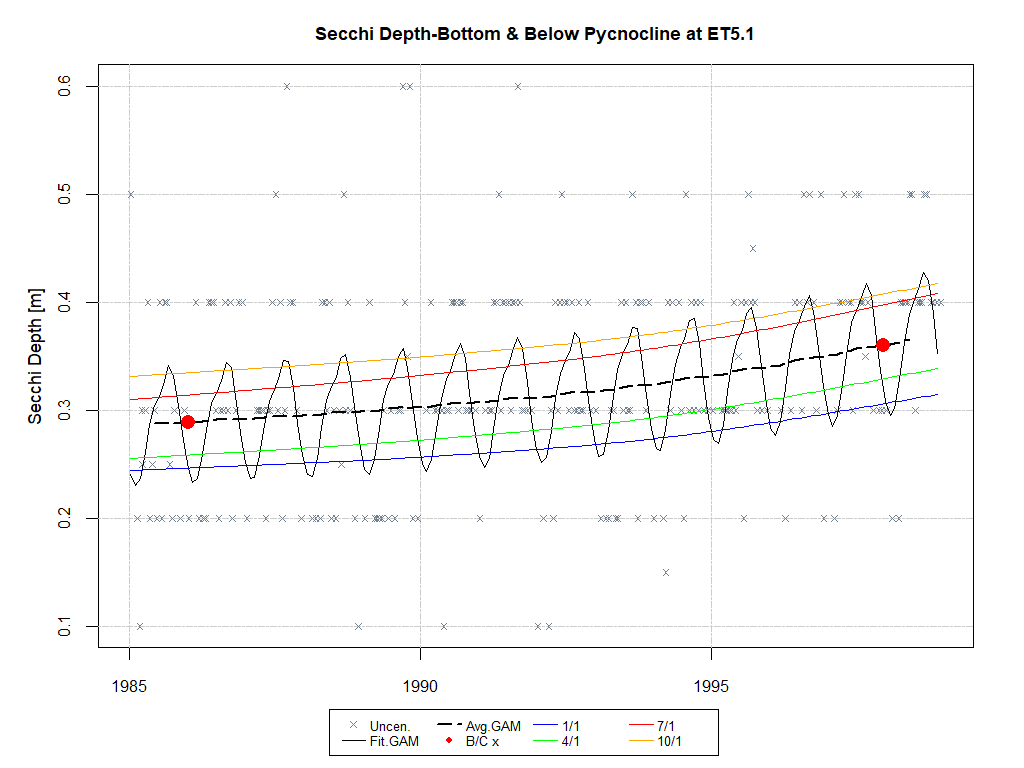 Secchi Depth-Bottom & Below Pycnocline at ET5.1
Secchi Depth [m]
0.6
0.5
0.4
0.3
0.2
0.1
1985 1990 1995
Uncen. Avg.GAM 1/1 7/1
Fit.GAM B/C x 4/1 10/1